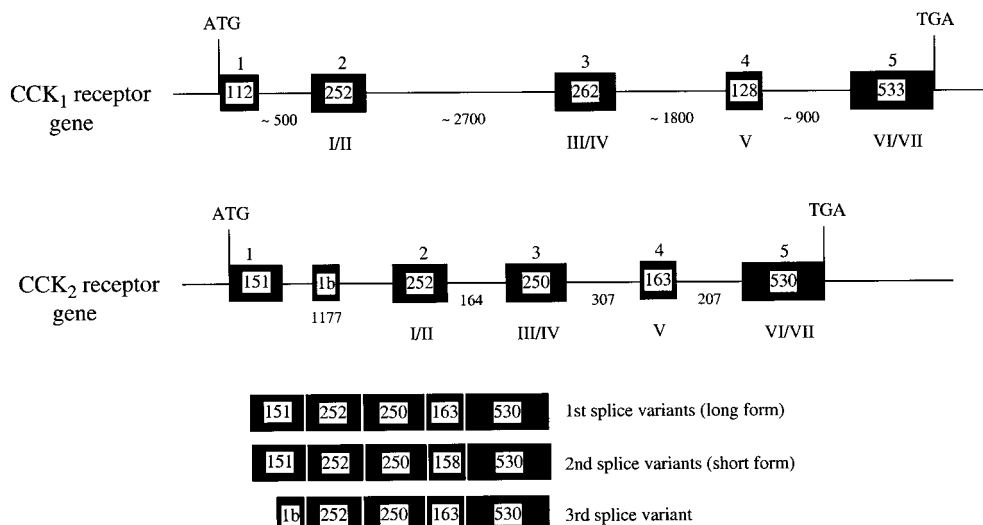 ATG
TGA
1 2 3 4 5
CCK₁ receptor gene
112 252 262 128 533
~ 500 ~ 2700 ~ 1800 ~ 900
I/II III/IV V VI/VII
ATG
TGA
1 2 3 4 5
CCK₂ receptor gene
151 1b 252 250 163 530
1177 164 307 207
I/II III/IV V VI/VII
151 252 250 163 530 1st splice variants (long form)
151 252 250 158 530 2nd splice variants (short form)
1b 252 250 163 530 3rd splice variant